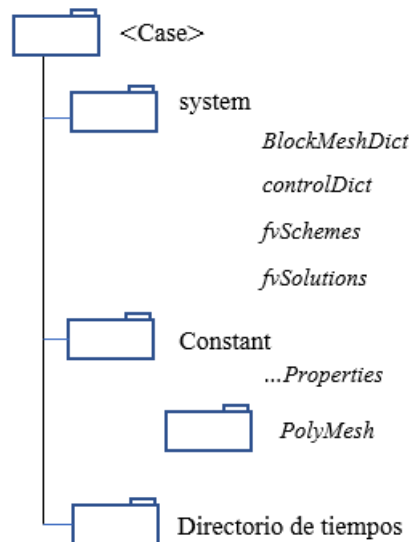 <Case>
system
BlockMeshDict
controlDict
fvSchemes
fvSolutions
Constant
...Properties
PolyMesh
Directorio de tiempos